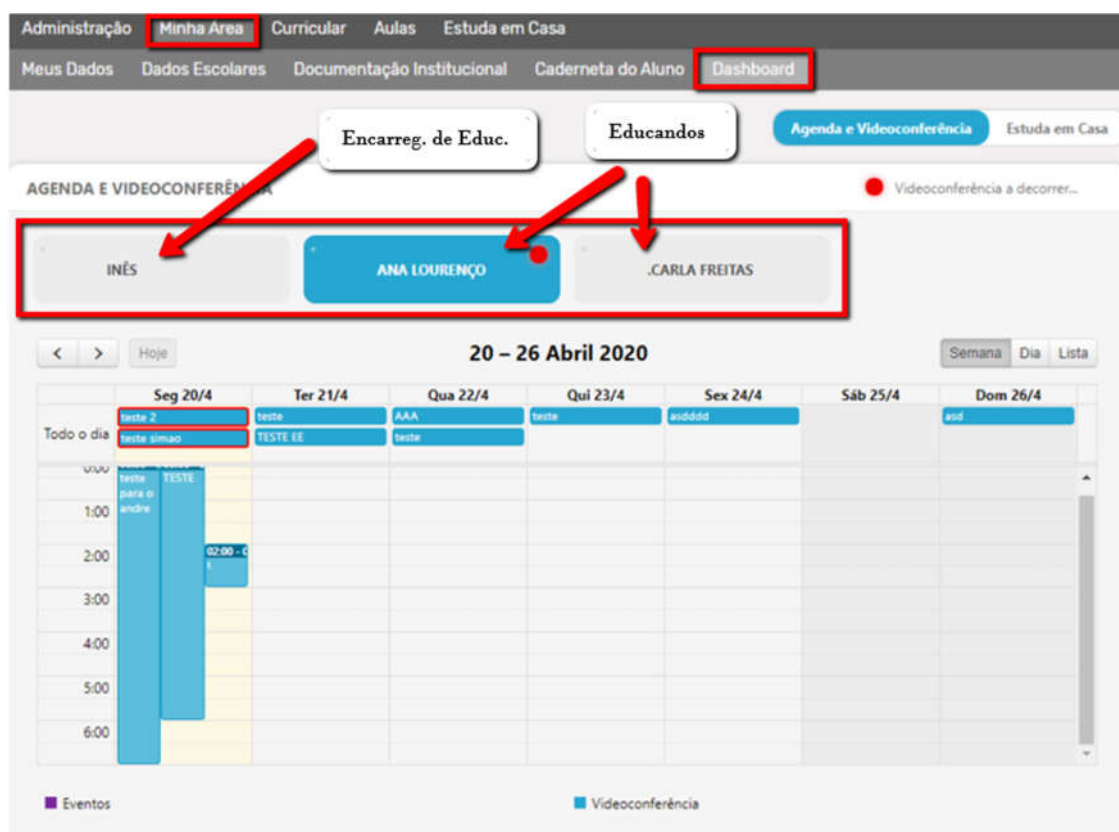 Administração Minha Área Curricular Aulas Estuda em Casa
Meus Dados Dados Escolares Documentação Institucional Caderneta do Aluno Dashboard
Encarreg. de Educ.
Educandos
Agenda e Videoconferência Estuda em Casa
AGENDA E VIDEOCONFERÊNCIA
Videoconferência a decorrer...
INÊS ANA LOURENÇO .CARLA FREITAS
< > Hoje 20 – 26 Abril 2020 Semana Dia Lista
Seg 20/4 Ter 21/4 Qua 22/4 Qui 23/4 Sex 24/4 Sáb 25/4 Dom 26/4
Todo o dia
teste 2 teste AAA teste asdddd asd
teste simao TESTE EE teste
0:00
teste TESTE
para o
andre
1:00
2:00
02:00 -
t
3:00
4:00
5:00
6:00
Eventos Videoconferência